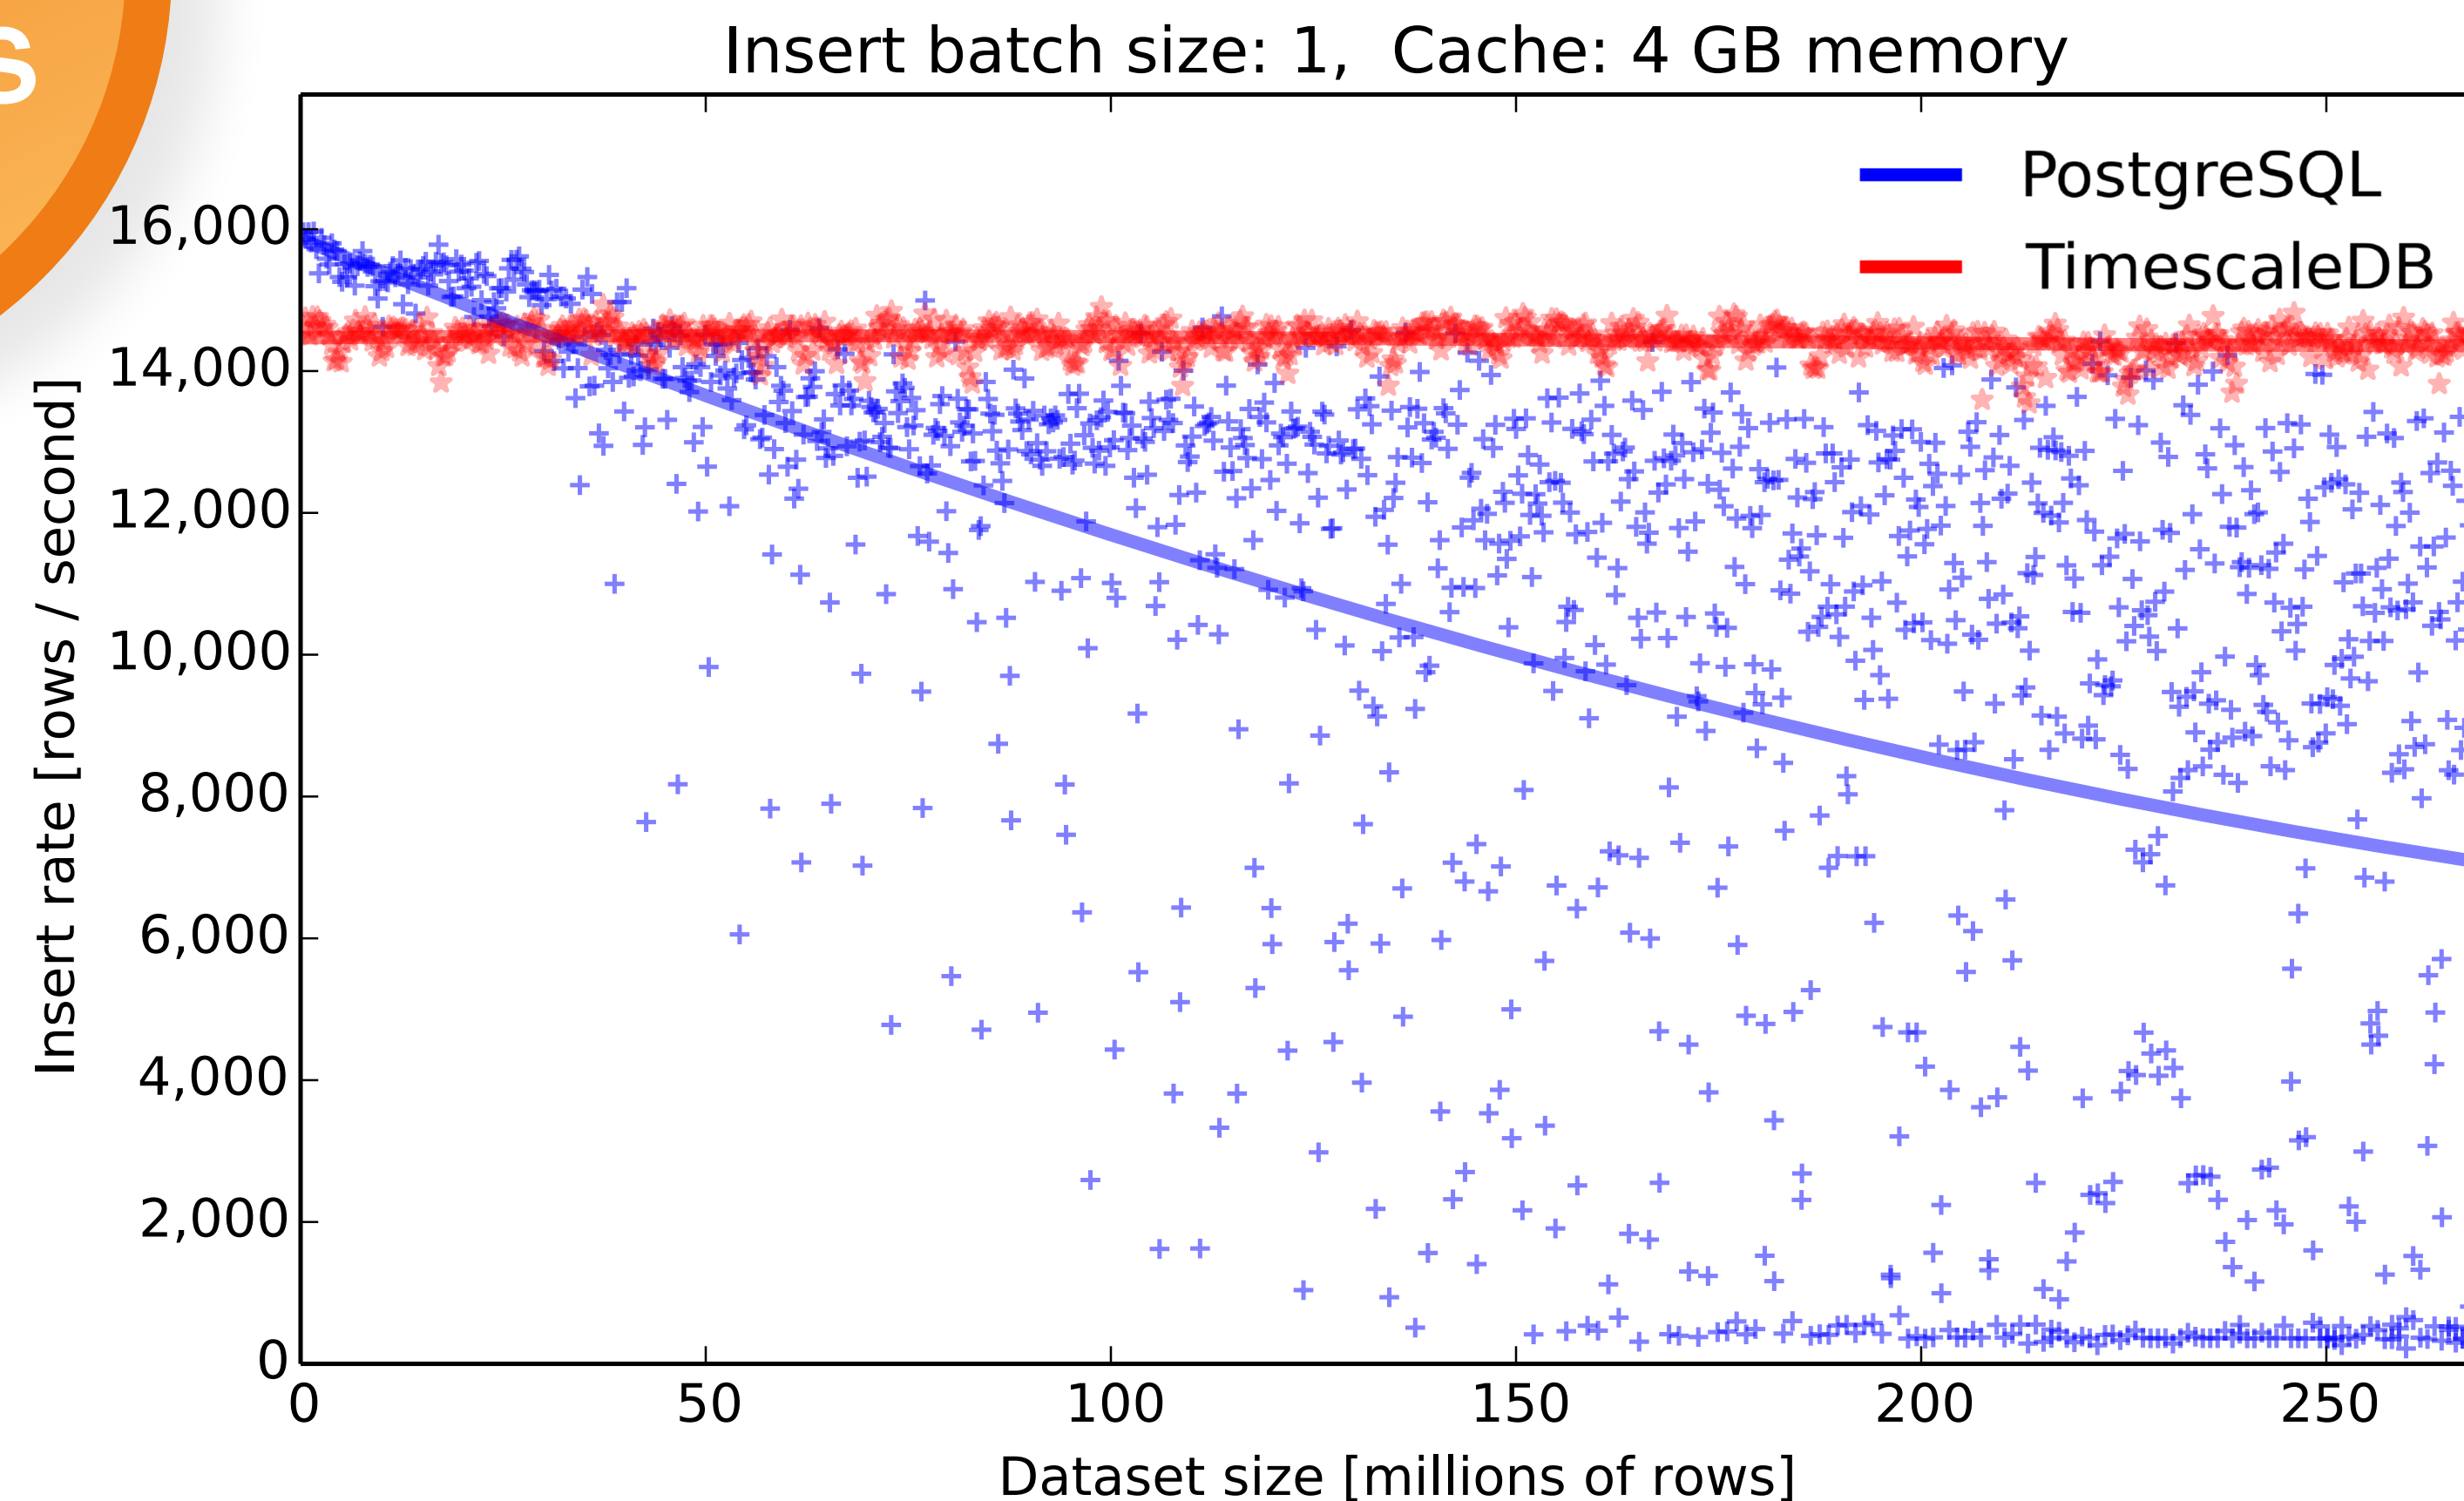 s
Insert batch size: 1, Cache: 4 GB memory
PostgreSQL
TimescaleDB
Insert rate [rows / second]
16,000
14,000
12,000
10,000
8,000
6,000
4,000
2,000
0
0 50 100 150 200 250
Dataset size [millions of rows]